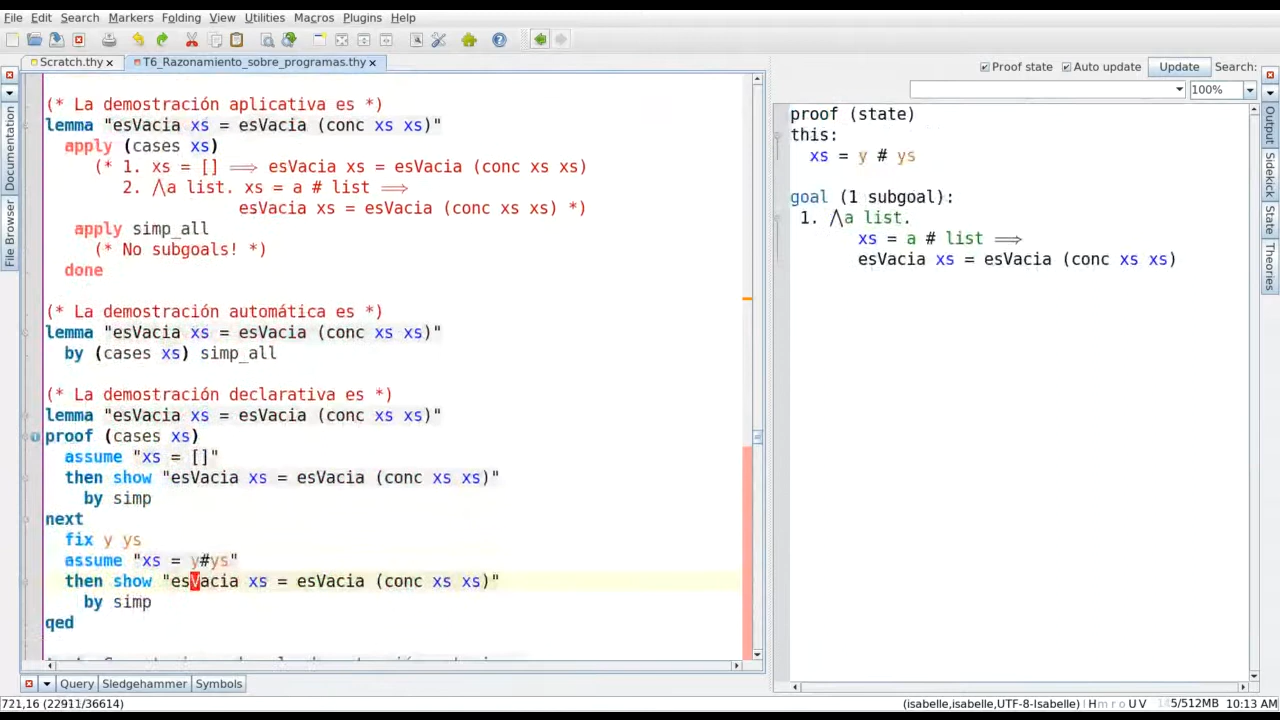 File Edit Search Markers Folding View Utilities Macros Plugins Help
Scratch.thy T6_Razonamiento_sobre_programas.thy
Proof state Auto update Update Search:
100%
Documentation
File Browser
(* La demostración aplicativa es *)
lemma "esVacia xs = esVacia (conc xs xs)"
apply (cases xs)
(* 1. xs = [] ⟹ esVacia xs = esVacia (conc xs xs)
2. ⋀a list. xs = a # list ⟹
esVacia xs = esVacia (conc xs xs) *)
apply simp_all
(* No subgoals! *)
done
(* La demostración automática es *)
lemma "esVacia xs = esVacia (conc xs xs)"
by (cases xs) simp_all
(* La demostración declarativa es *)
lemma "esVacia xs = esVacia (conc xs xs)"
proof (cases xs)
assume "xs = []"
then show "esVacia xs = esVacia (conc xs xs)"
by simp
next
fix y ys
assume "xs = y#ys"
then show "esVacia xs = esVacia (conc xs xs)"
by simp
qed
proof (state)
this:
xs = y # ys
goal (1 subgoal):
1. ⋀a list.
xs = a # list ⟹
esVacia xs = esVacia (conc xs xs)
Output
Sidekick
State
Theories
Query Sledgehammer Symbols
721,16 (22911/36614)
(isabelle,isabelle,UTF-8-Isabelle) H m r o U V 5/512MB 10:13 AM